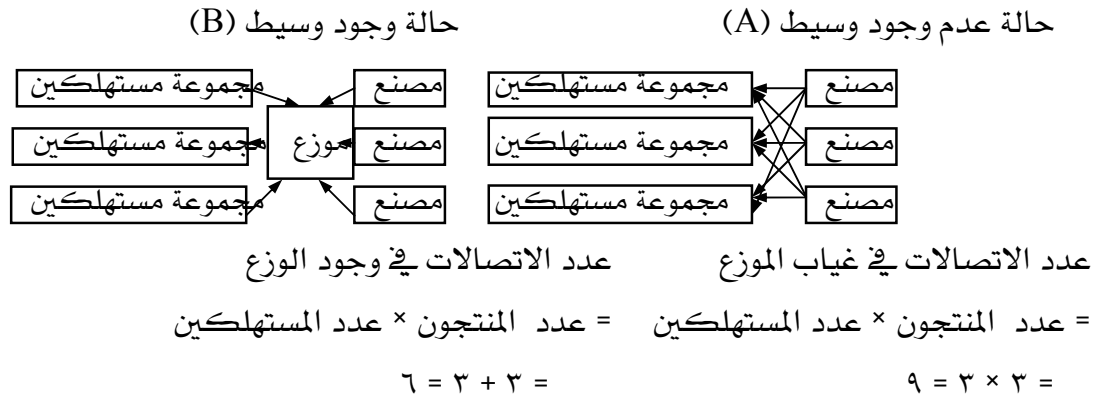 حالة عدم وجود وسيط (A)
حالة وجود وسيط (B)
مصنع
مجموعة مستهلكين
مصنع
مجموعة مستهلكين
مصنع
مجموعة مستهلكين
مصنع
مجموعة مستهلكين
مصنع
موزع
مجموعة مستهلكين
مصنع
مجموعة مستهلكين
عدد الاتصالات في غياب الموزع
عدد الاتصالات في وجود الوزع
= عدد المنتجون × عدد المستهلكين
= عدد المنتجون × عدد المستهلكين
= ٣ × ٣ = ٩
= ٣ + ٣ = ٦